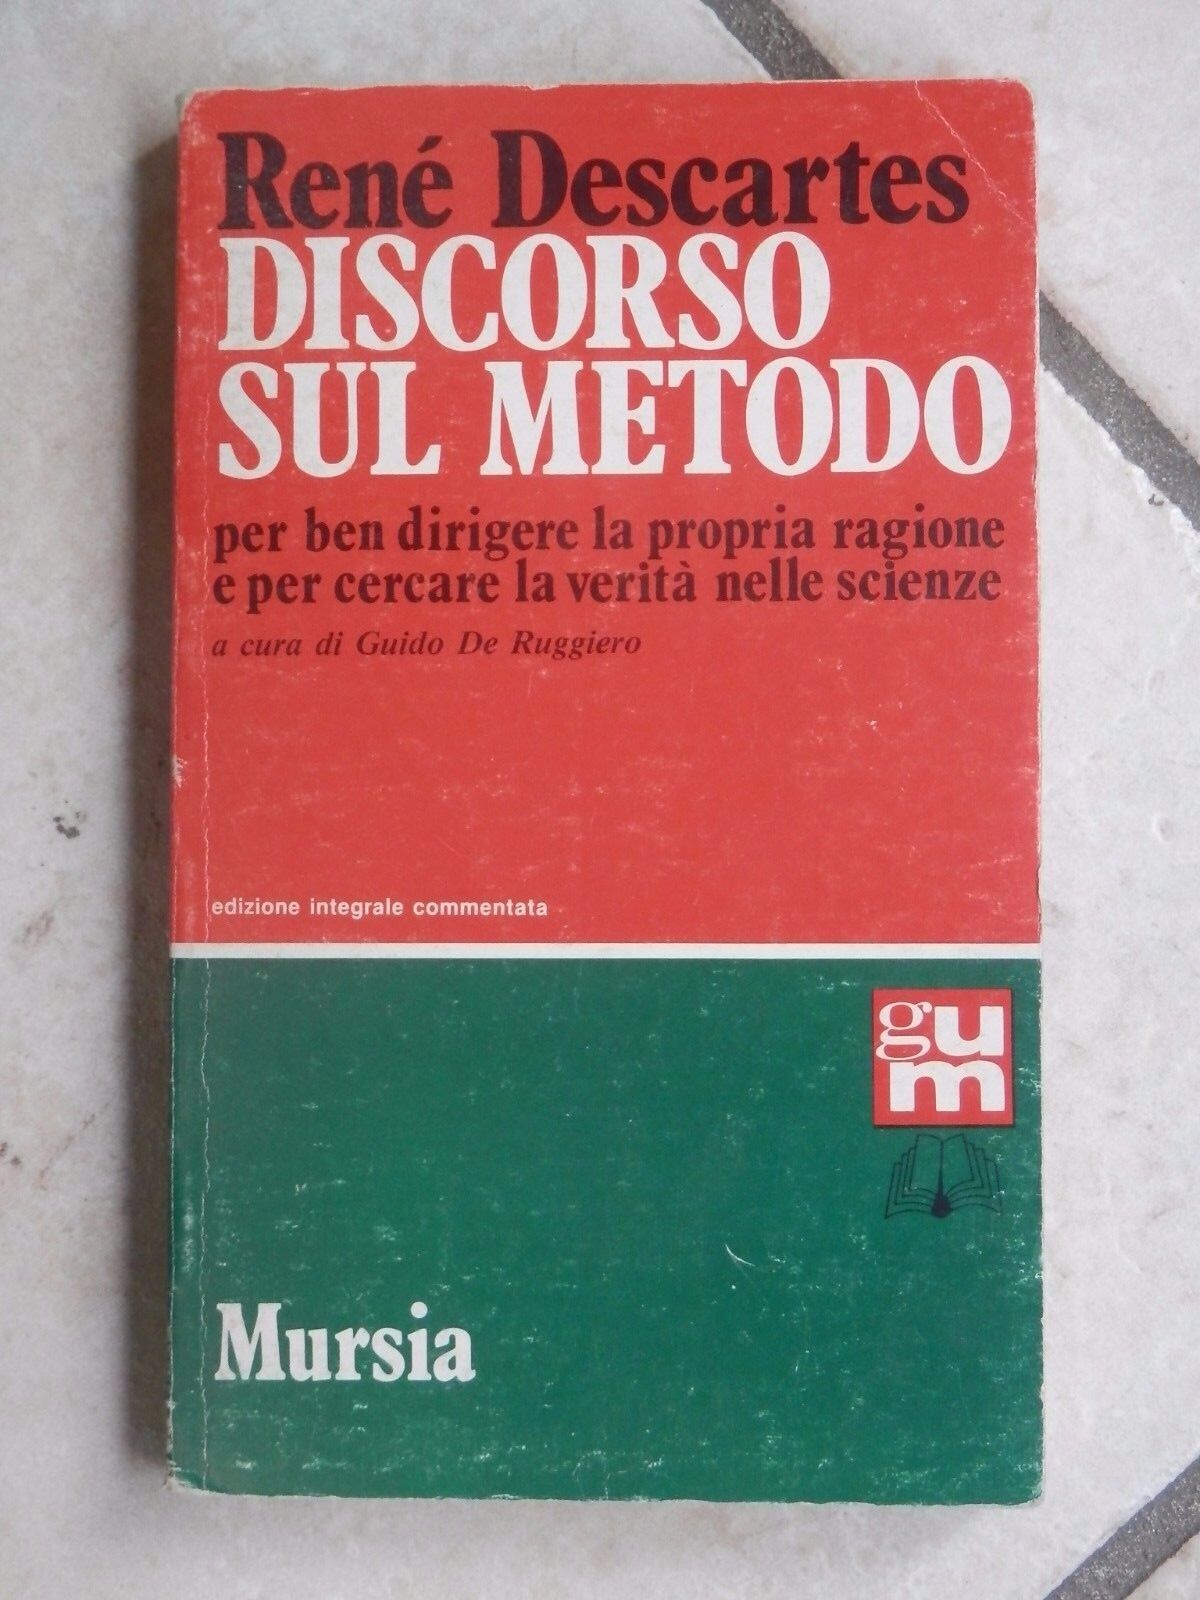 René Descartes
DISCORSO
SUL METODO
per ben dirigere la propria ragione
e per cercare la verità nelle scienze
a cura di Guido De Ruggiero
edizione integrale commentata
gu
m
Mursia